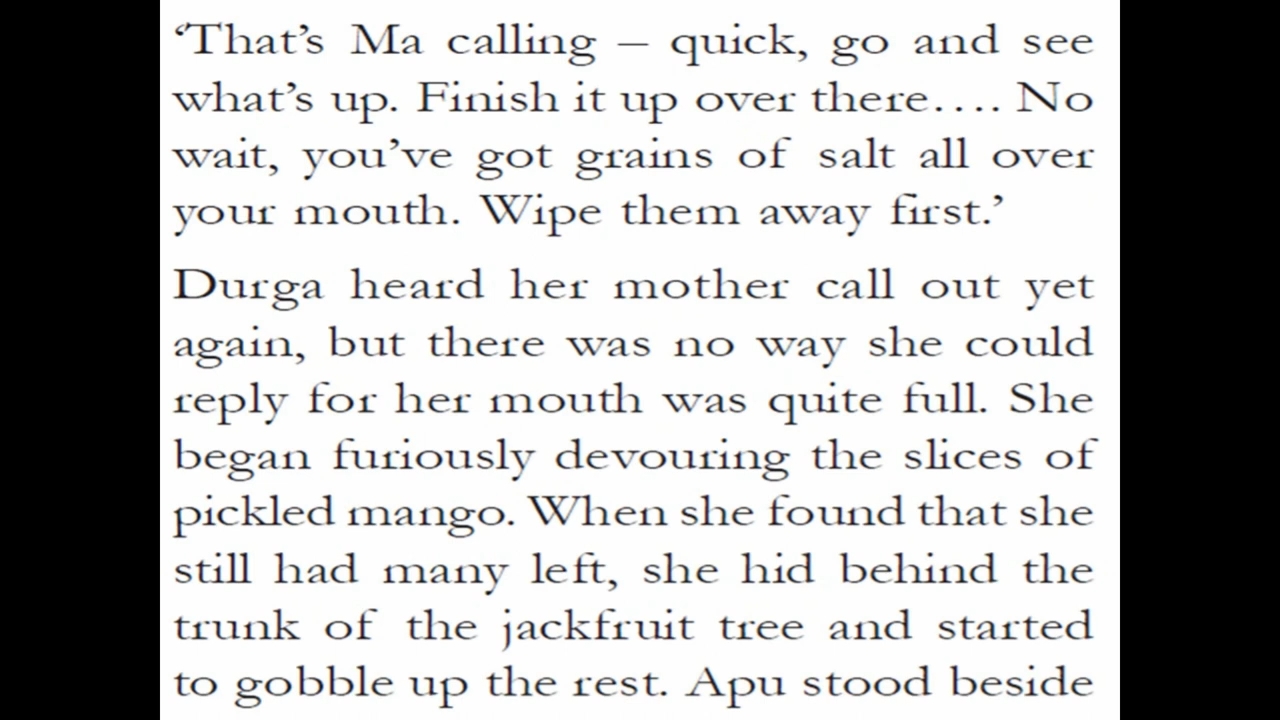 ‘That’s Ma calling – quick, go and see
what’s up. Finish it up over there…. No
wait, you’ve got grains of salt all over
your mouth. Wipe them away first.’
Durga heard her mother call out yet
again, but there was no way she could
reply for her mouth was quite full. She
began furiously devouring the slices of
pickled mango. When she found that she
still had many left, she hid behind the
trunk of the jackfruit tree and started
to gobble up the rest. Apu stood beside